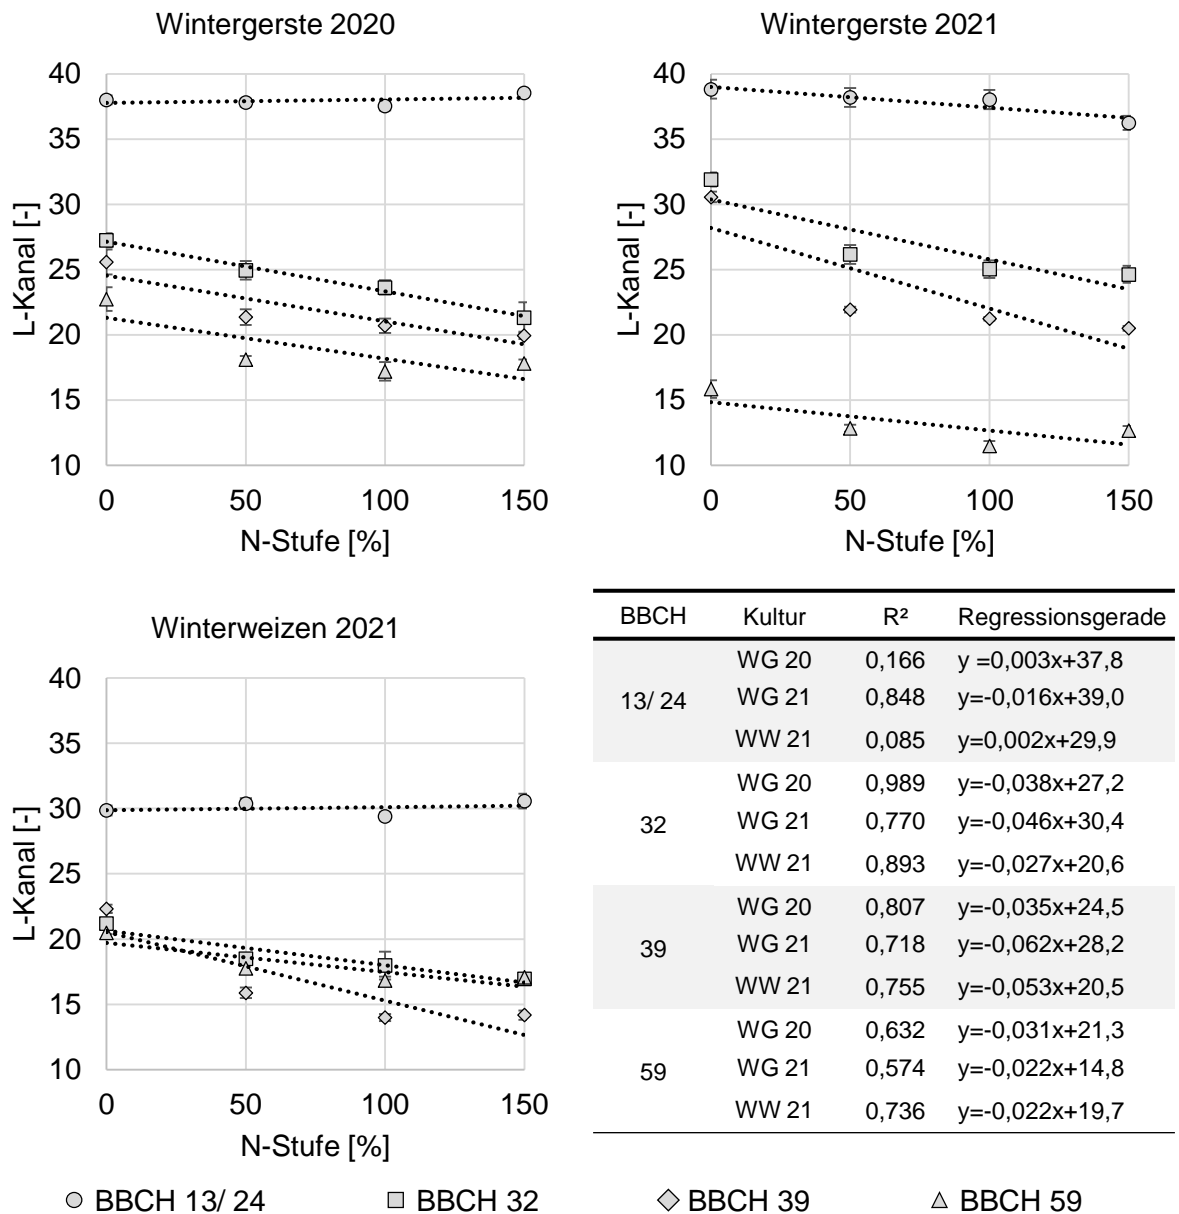 Wintergerste 2020
40
35
30
25
20
15
10
L-Kanal [-]
0 50 100 150
N-Stufe [%]
Wintergerste 2021
40
35
30
25
20
15
10
L-Kanal [-]
0 50 100 150
N-Stufe [%]
Winterweizen 2021
40
35
30
25
20
15
10
L-Kanal [-]
0 50 100 150
N-Stufe [%]
BBCH Kultur R² Regressionsgerade
13/ 24
WG 20 0,166 y =0,003x+37,8
WG 21 0,848 y=-0,016x+39,0
WW 21 0,085 y=0,002x+29,9
32
WG 20 0,989 y=-0,038x+27,2
WG 21 0,770 y=-0,046x+30,4
WW 21 0,893 y=-0,027x+20,6
39
WG 20 0,807 y=-0,035x+24,5
WG 21 0,718 y=-0,062x+28,2
WW 21 0,755 y=-0,053x+20,5
59
WG 20 0,632 y=-0,031x+21,3
WG 21 0,574 y=-0,022x+14,8
WW 21 0,736 y=-0,022x+19,7
BBCH 13/ 24 BBCH 32 BBCH 39 BBCH 59